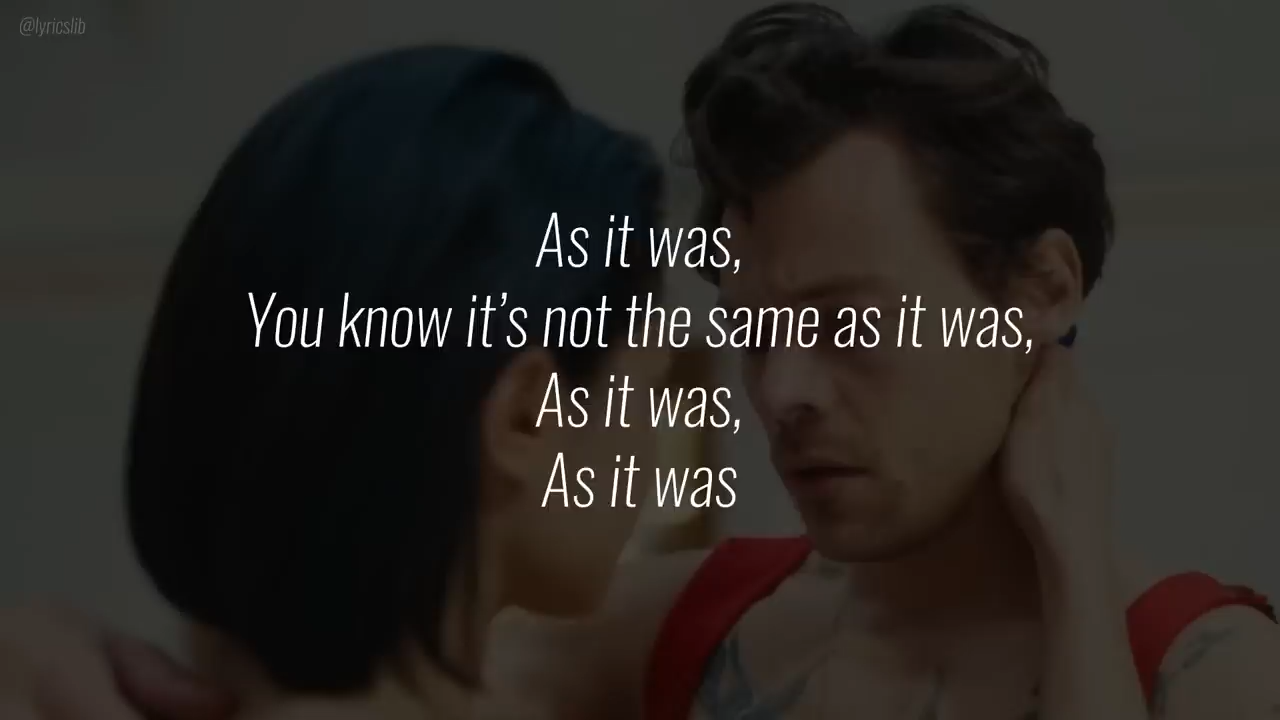 @lyricslib
As it was,
You know it’s not the same as it was,
As it was,
As it was